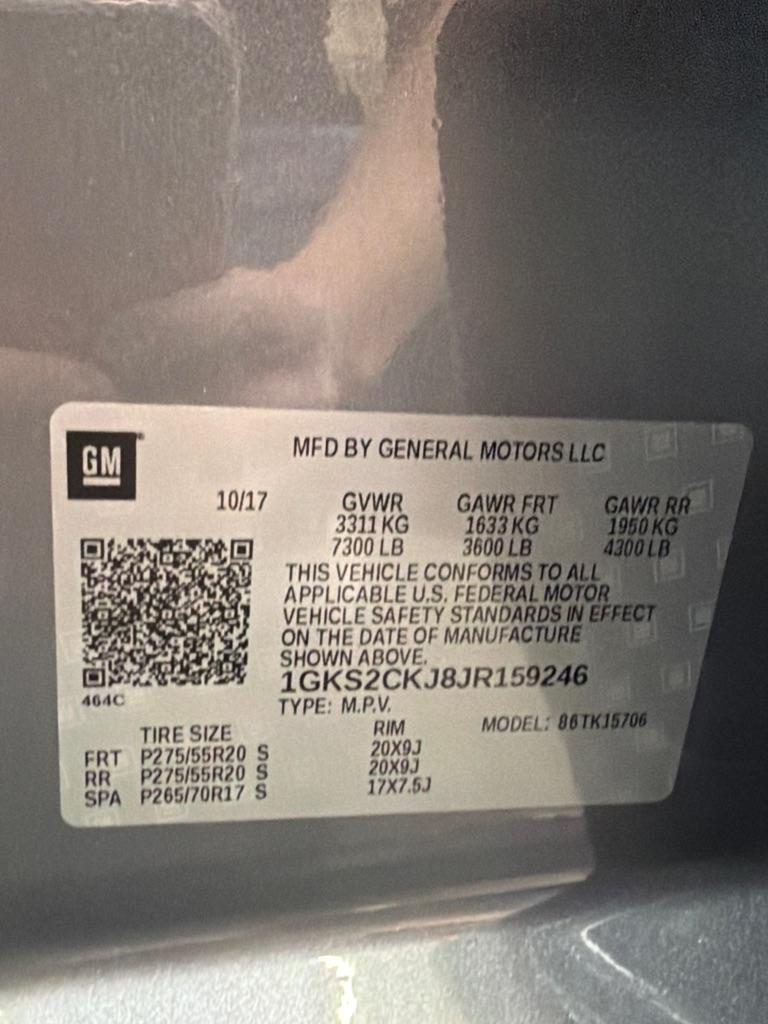 GM
MFD BY GENERAL MOTORS LLC
10/17 GVWR GAWR FRT GAWR RR
3311 KG 1633 KG 1950 KG
7300 LB 3600 LB 4300 LB
THIS VEHICLE CONFORMS TO ALL
APPLICABLE U.S. FEDERAL MOTOR
VEHICLE SAFETY STANDARDS IN EFFECT
ON THE DATE OF MANUFACTURE
SHOWN ABOVE.
1GKS2CKJ8JR159246
464C
TYPE: M.P.V. MODEL: 86TK15706
TIRE SIZE RIM
FRT P275/55R20 S 20X9J
RR P275/55R20 S 20X9J
SPA P265/70R17 S 17X7.5J